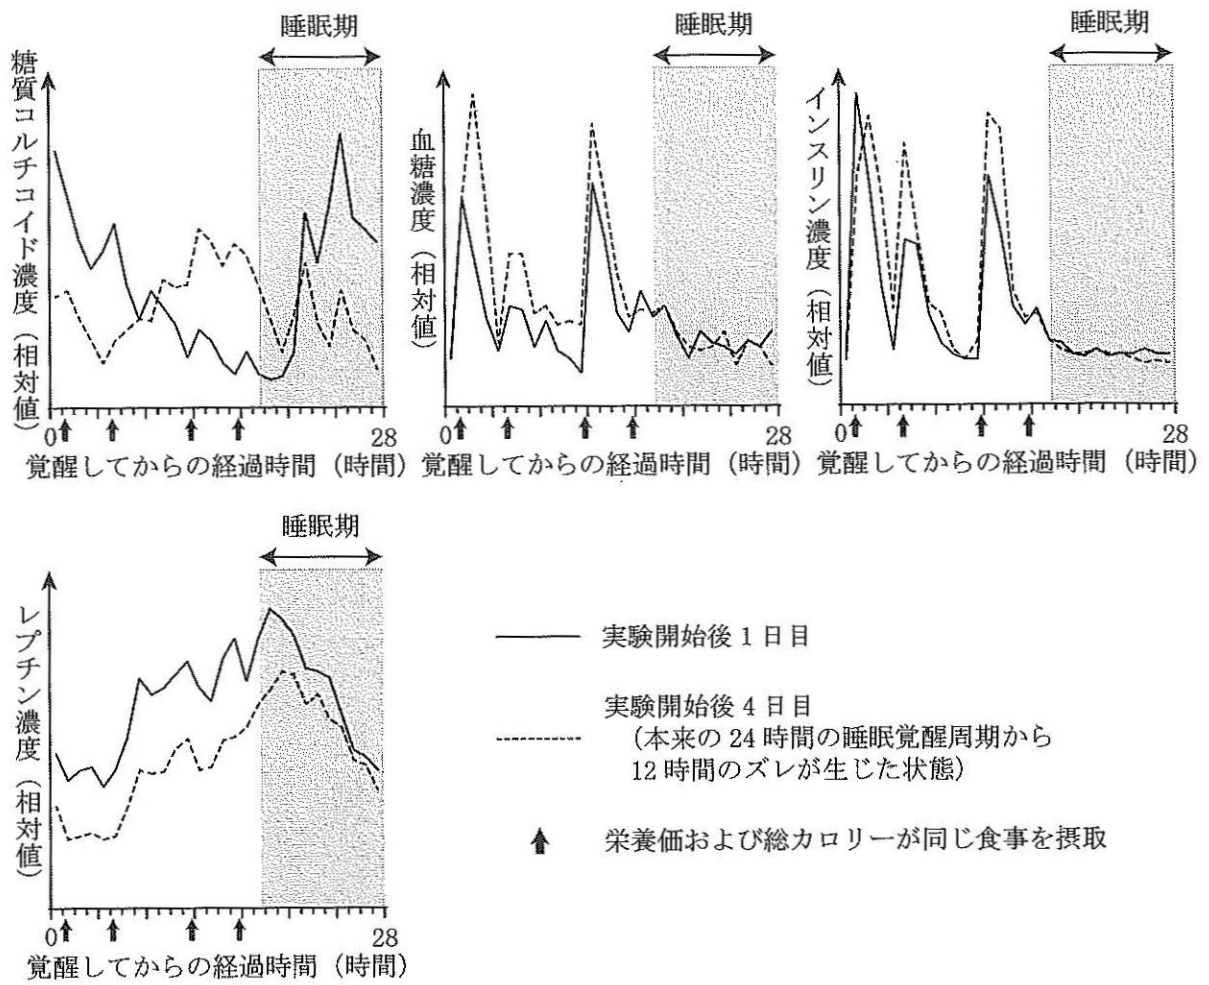 睡眠期
糖質コルチコイド濃度（相対値）
0
28
覚醒してからの経過時間（時間）
睡眠期
血糖濃度（相対値）
0
28
覚醒してからの経過時間（時間）
睡眠期
インスリン濃度（相対値）
0
28
覚醒してからの経過時間（時間）
睡眠期
レプチン濃度（相対値）
0
28
覚醒してからの経過時間（時間）
実験開始後1日目
実験開始後4日目
（本来の24時間の睡眠覚醒周期から
12時間のズレが生じた状態）
栄養価および総カロリーが同じ食事を摂取